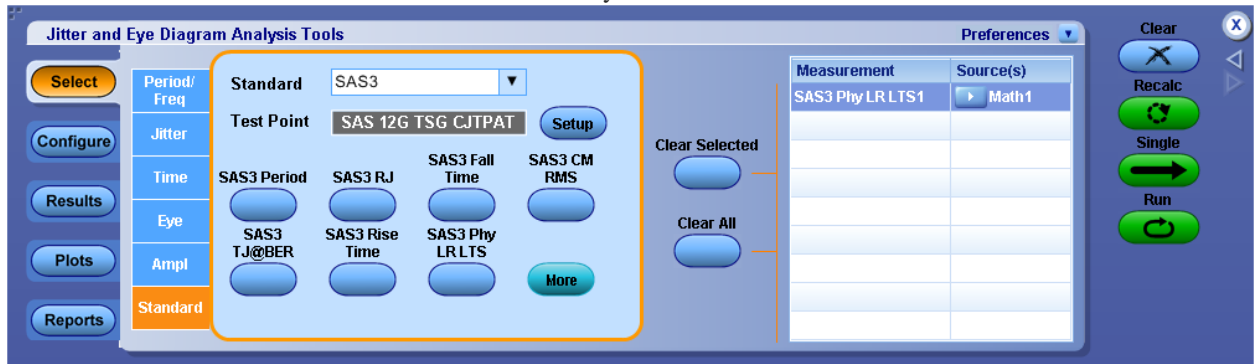 Jitter and Eye Diagram Analysis Tools
Preferences
Clear
X
Select
Configure
Results
Plots
Reports
Period/
Freq
Jitter
Time
Eye
Ampl
Standard
Standard
SAS3
Test Point
SAS 12G TSG CJTPAT
Setup
SAS3 Period
SAS3 RJ
SAS3 Fall
Time
SAS3 CM
RMS
SAS3
TJ@BER
SAS3 Rise
Time
SAS3 Phy
LR LTS
More
Clear Selected
Clear All
Measurement
Source(s)
SAS3 Phy LR LTS1
Math1
Recalc
Single
Run